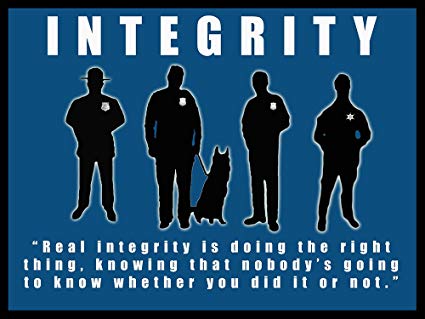 INTEGRITY
“Real integrity is doing the right
thing, knowing that nobody’s going
to know whether you did it or not.”